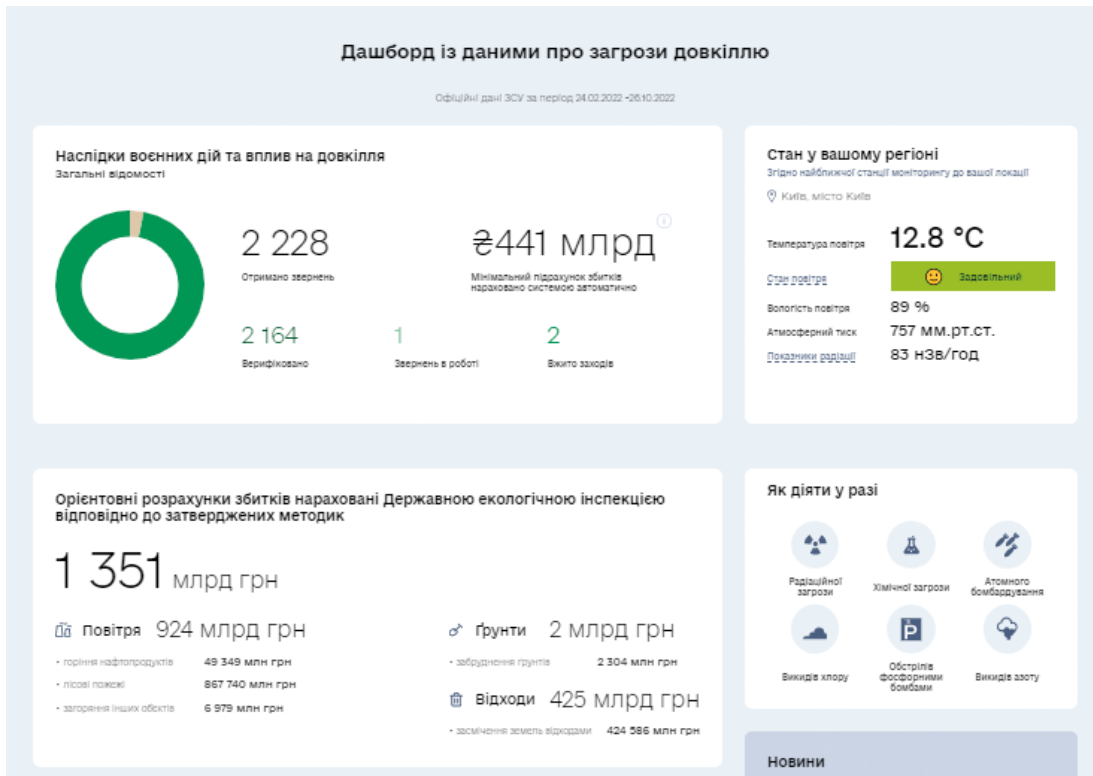 Дашборд із даними про загрози довкіллю
Офіційні дані ЗСУ за період 24.02.2022 -26.10.2022
Наслідки воєнних дій та вплив на довкілля
Загальні відомості
2 228
Отримано звернень
₴441 млрд
Мінімальний підрахунок збитків
нараховано системою автоматично
2 164
Верифіковано
1
Звернень в роботі
2
Вжито заходів
Стан у вашому регіоні
Згідно найближчої станції моніторингу до вашої локації
Київ, місто Київ
Температура повітря 12.8 °C
Стан повітря Задовільний
Вологість повітря 89 %
Атмосферний тиск 757 мм.рт.ст.
Показники радіації 83 нЗв/год
Орієнтовні розрахунки збитків нараховані Державною екологічною інспекцією
відповідно до затверджених методик
1 351 млрд грн
Повітря 924 млрд грн
• горіння нафтопродуктів 49 349 млн грн
• лісові пожежі 867 740 млн грн
• загоряння інших обєктів 6 979 млн грн
Ґрунти 2 млрд грн
• забруднення ґрунтів 2 304 млн грн
Відходи 425 млрд грн
• засмічення земель відходами 424 586 млн грн
Як діяти у разі
Радіаційної
загрози
Хімічної загрози
Атомного
бомбардування
Викидів хлору
P
Обстрілів
фосфорними
бомбами
Викидів азоту
Новини